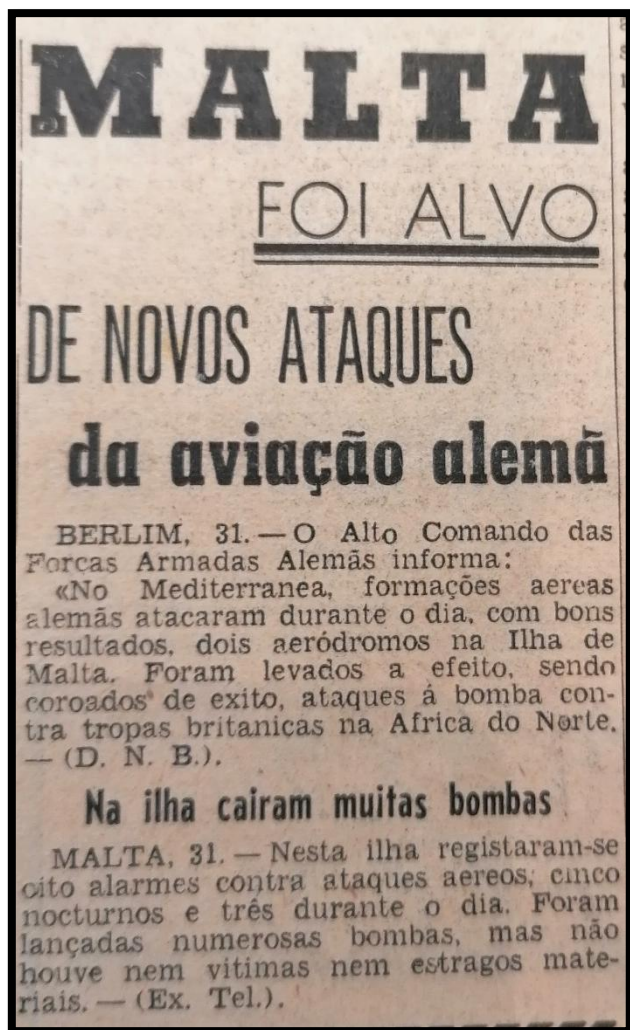 MALTA
FOI ALVO
DE NOVOS ATAQUES
da aviação alemã
BERLIM, 31. — O Alto Comando das
Forças Armadas Alemãs informa:
«No Mediterranea, formações aereas
alemãs atacaram durante o dia, com bons
resultados, dois aeródromos na Ilha de
Malta. Foram levados a efeito, sendo
coroados de exito, ataques á bomba con-
tra tropas britanicas na Africa do Norte.
— (D. N. B.).
Na ilha cairam muitas bombas
MALTA, 31. — Nesta ilha registaram-se
oito alarmes contra ataques aereos; cinco
nocturnos e três durante o dia. Foram
lançadas numerosas bombas, mas não
houve nem vitimas nem estragos mate-
riais. — (Ex. Tel.).